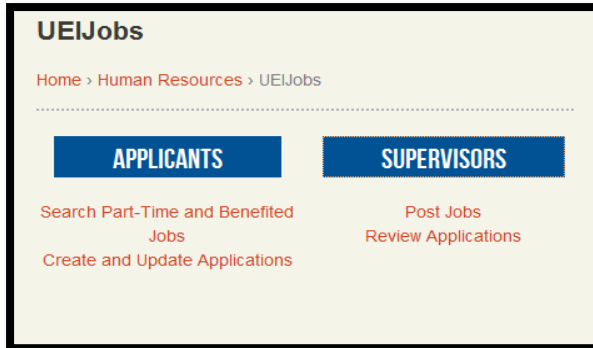 UEIJobs
Home › Human Resources › UEIJobs
APPLICANTS
Search Part-Time and Benefited
Jobs
Create and Update Applications
SUPERVISORS
Post Jobs
Review Applications